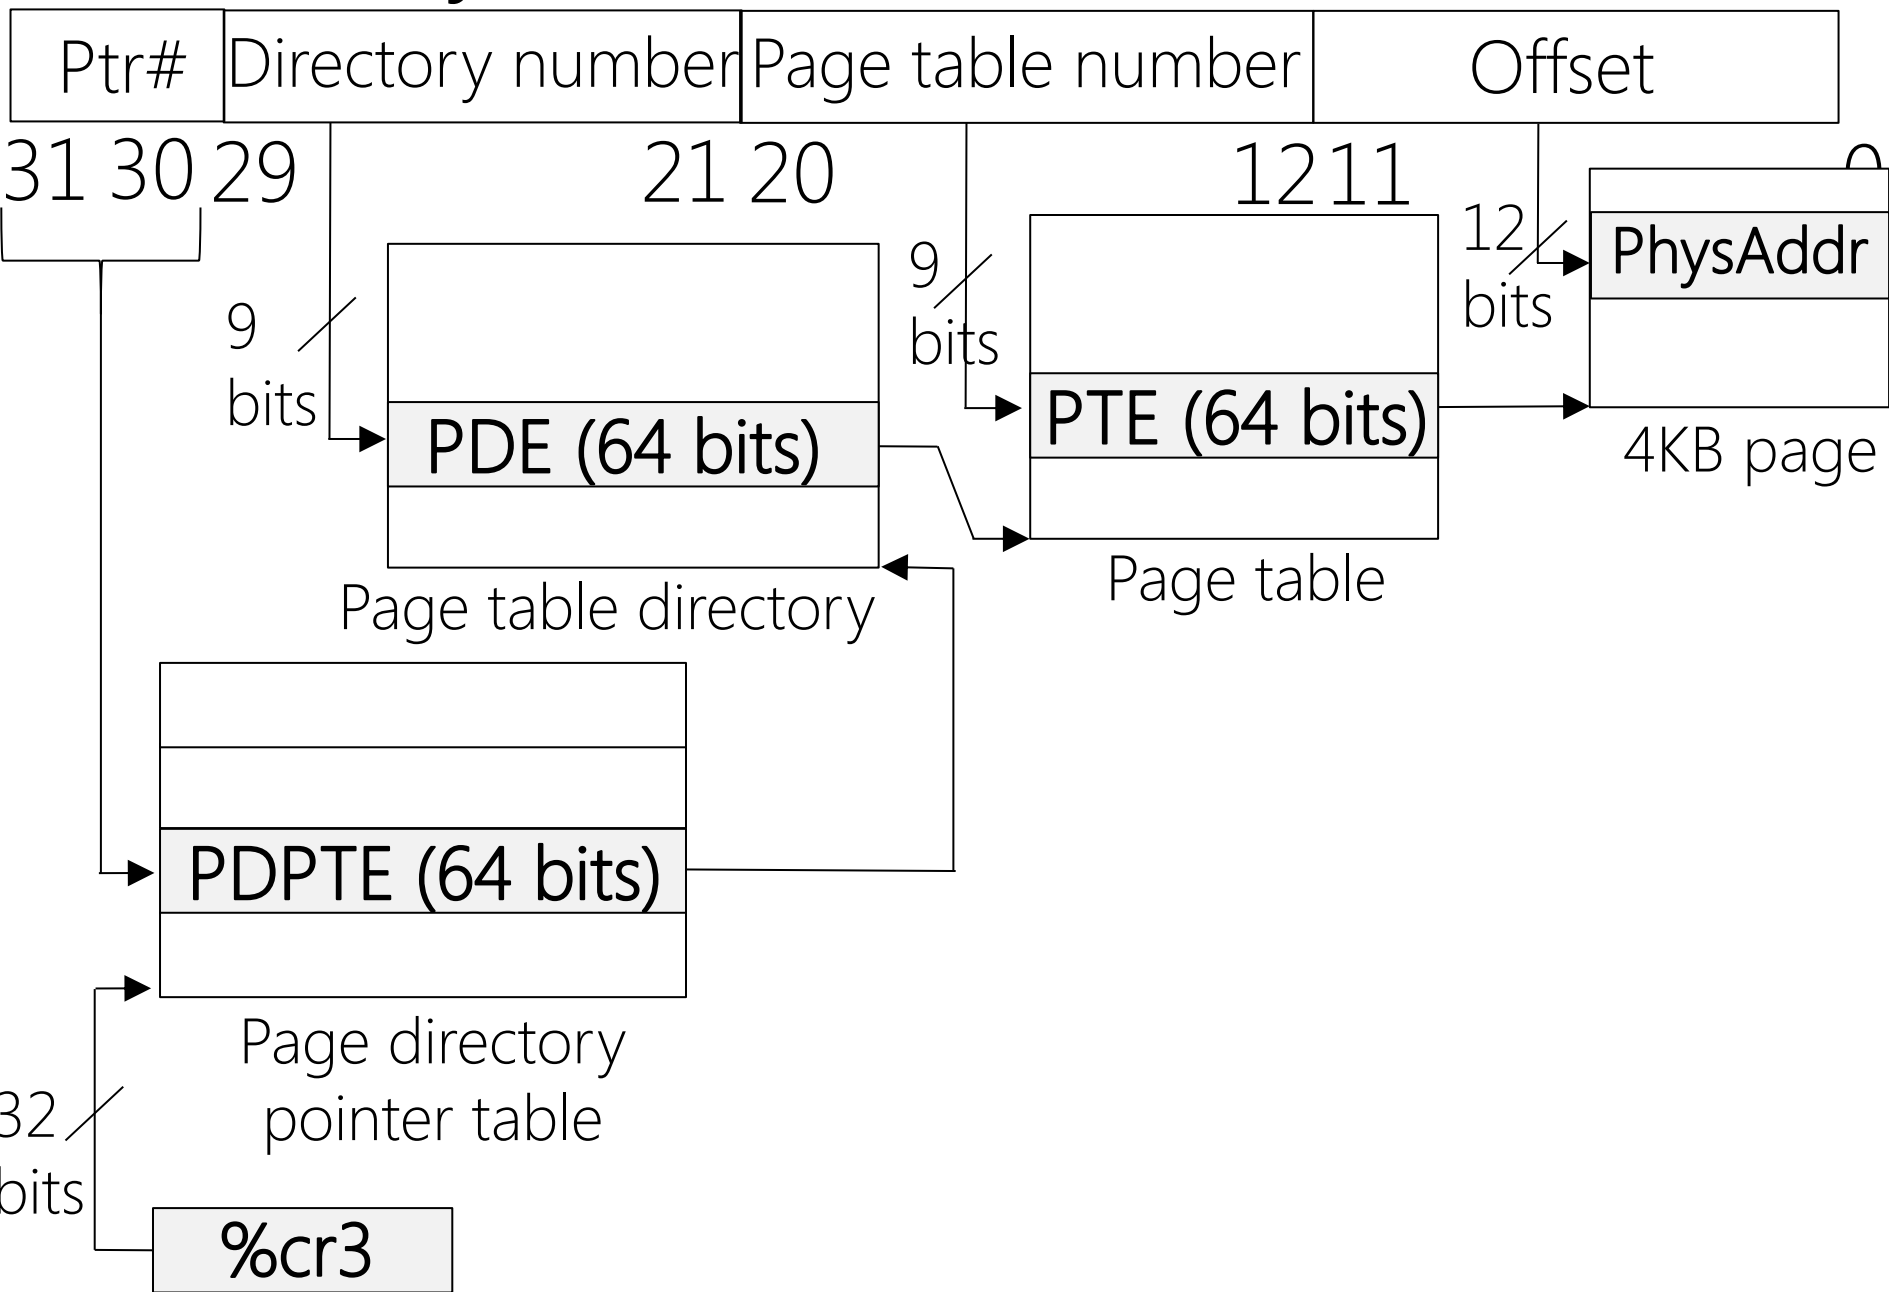 Ptr# Directory number Page table number Offset
31 30 29 21 20 12 11 0
9
bits
9
bits
12
bits
PhysAddr
PDE (64 bits)
PTE (64 bits)
4KB page
Page table directory
Page table
PDPTE (64 bits)
Page directory
pointer table
32
bits
%cr3